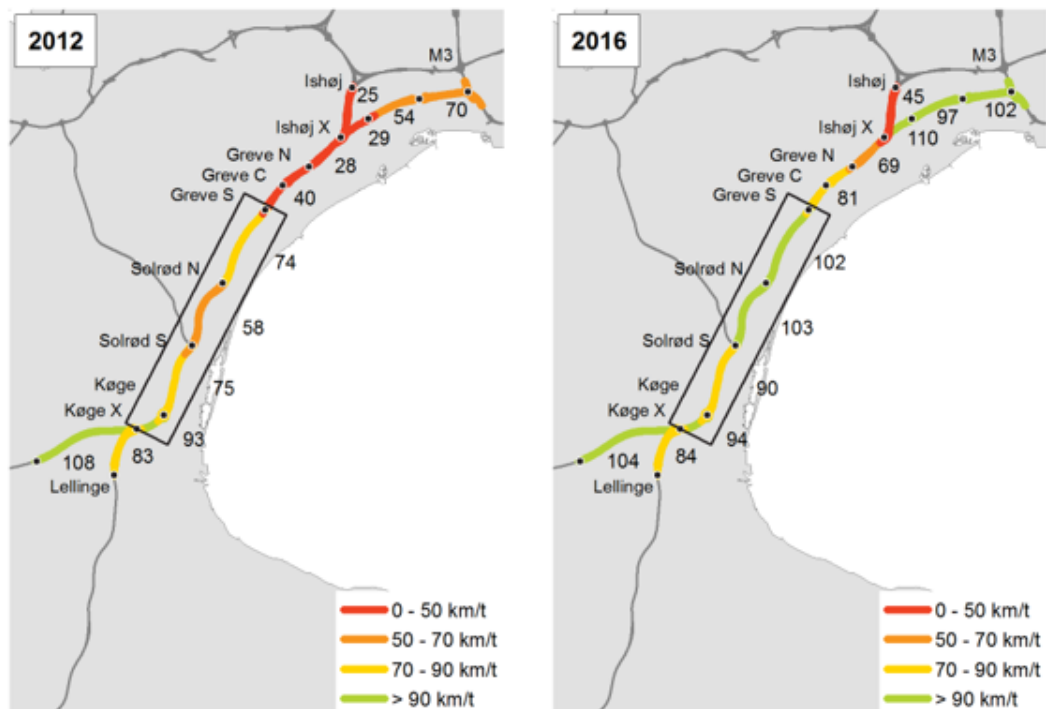 2012
M3
Ishøj
25
70
54
Ishøj X
29
Greve N
28
Greve C
40
Greve S
Solrød N
74
58
Solrød S
75
Køge
Køge X
93
108
83
Lellinge
0 - 50 km/t
50 - 70 km/t
70 - 90 km/t
> 90 km/t
2016
M3
Ishøj
45
102
97
Ishøj X
110
Greve N
69
Greve C
81
Greve S
Solrød N
102
103
Solrød S
90
Køge
Køge X
94
104
84
Lellinge
0 - 50 km/t
50 - 70 km/t
70 - 90 km/t
> 90 km/t